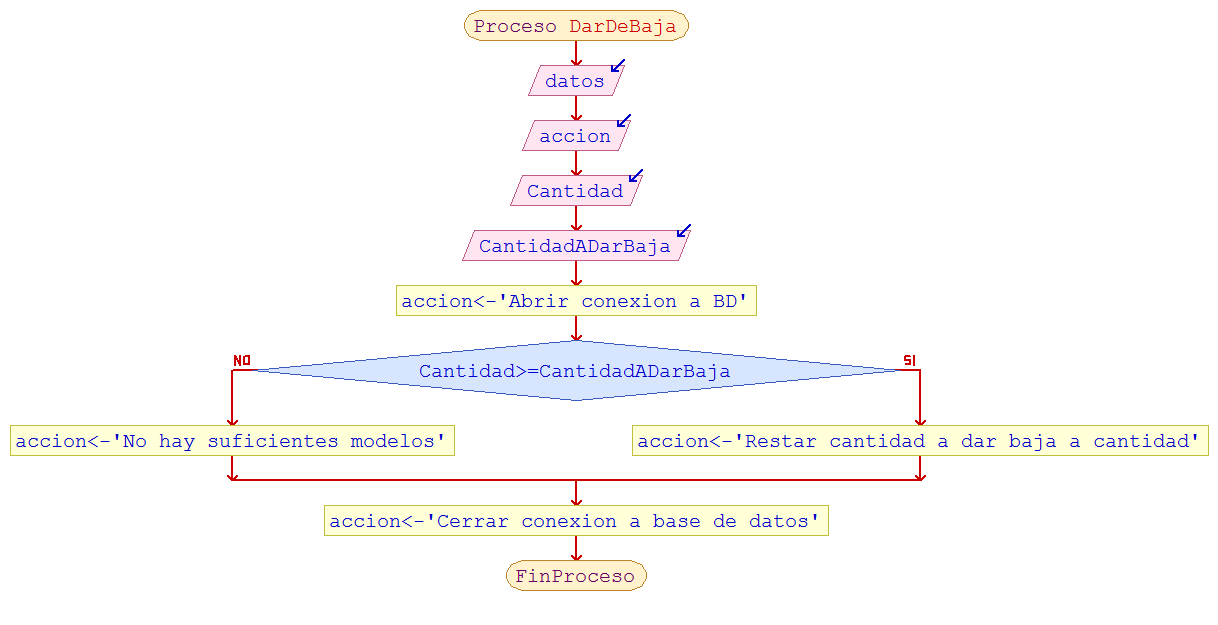 Proceso DarDeBaja
datos
accion
Cantidad
CantidadADarBaja
accion<-'Abrir conexion a BD'
NO
SI
Cantidad>=CantidadADarBaja
accion<-'No hay suficientes modelos'
accion<-'Restar cantidad a dar baja a cantidad'
accion<-'Cerrar conexion a base de datos'
FinProceso